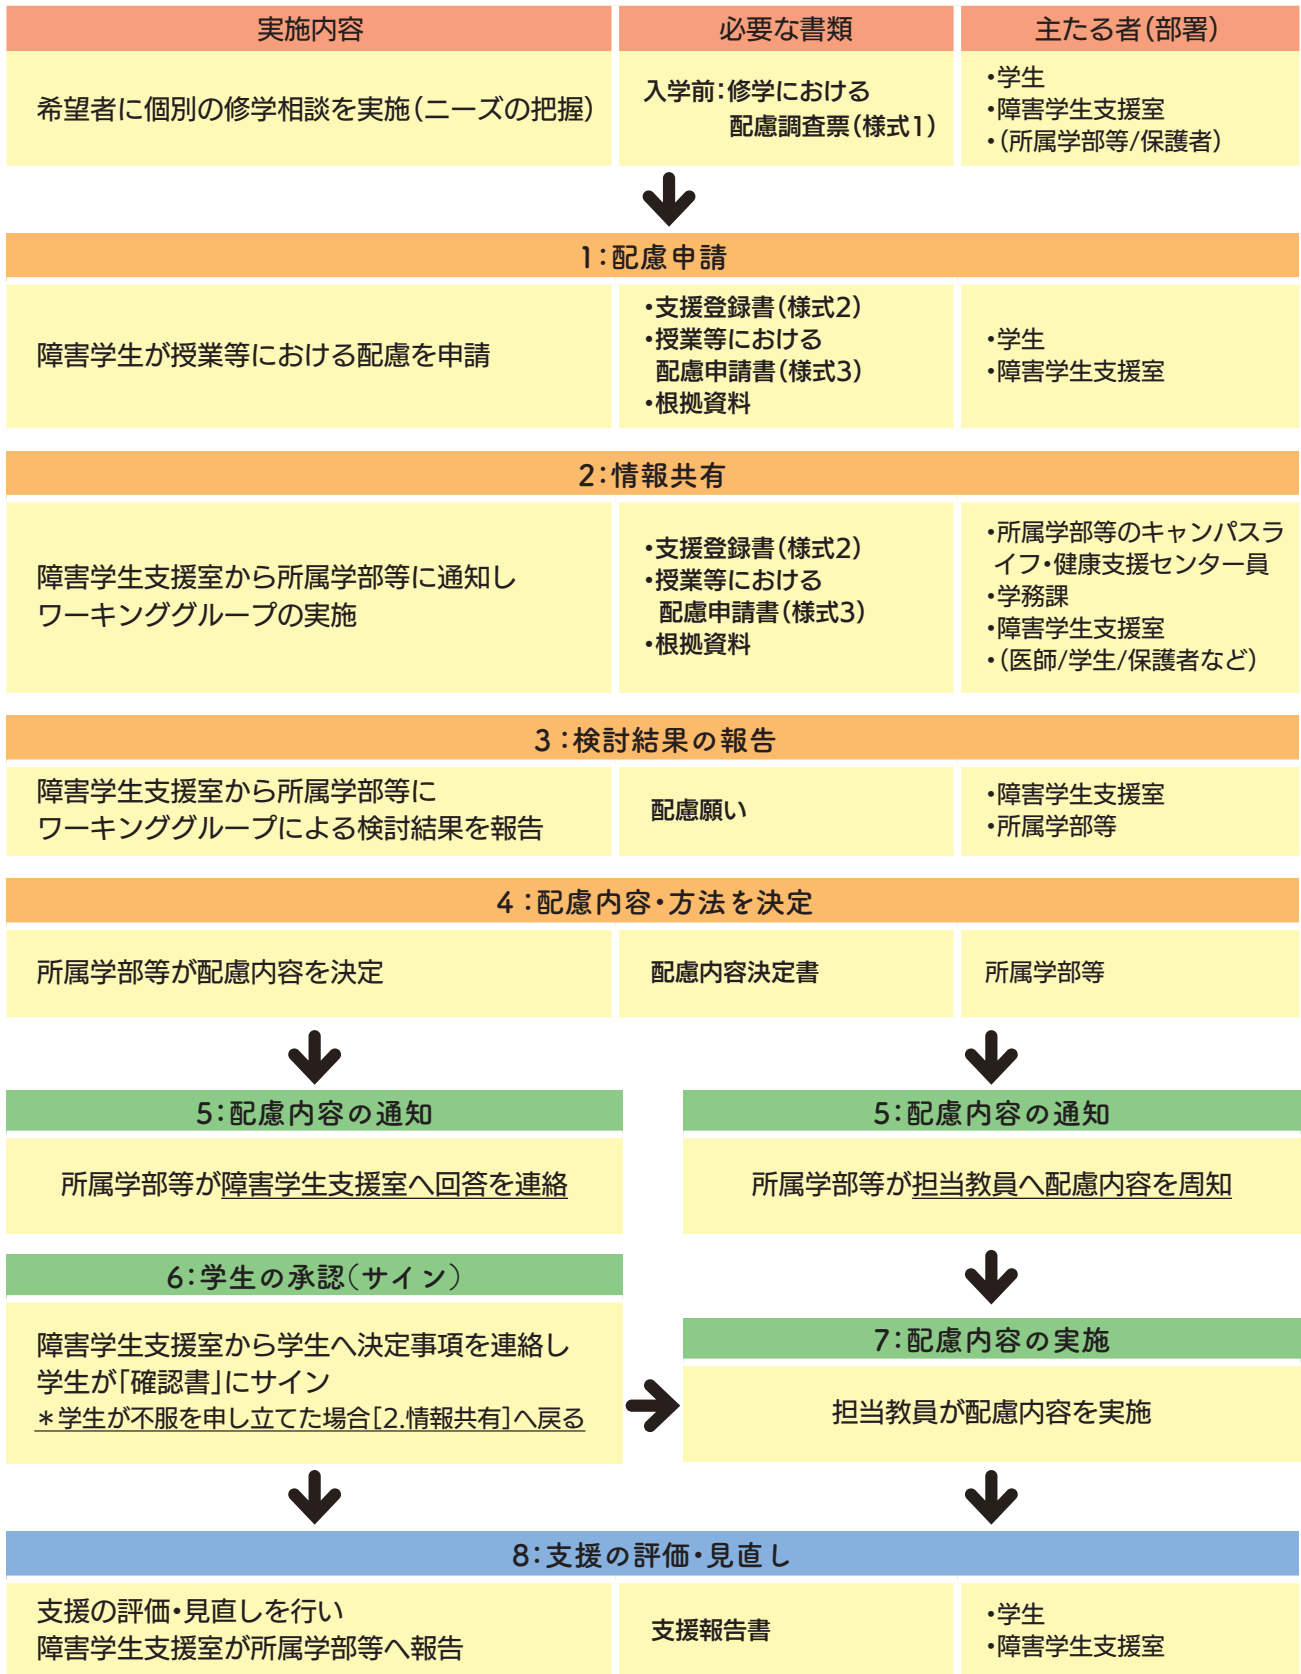 実施内容
必要な書類
主たる者（部署）
希望者に個別の修学相談を実施（ニーズの把握）
入学前：修学における
配慮調査票（様式1）
・学生
・障害学生支援室
・（所属学部等/保護者）
1：配慮申請
障害学生が授業等における配慮を申請
・支援登録書（様式2）
・授業等における
配慮申請書（様式3）
・根拠資料
・学生
・障害学生支援室
2：情報共有
障害学生支援室から所属学部等に通知し
ワーキンググループの実施
・支援登録書（様式2）
・授業等における
配慮申請書（様式3）
・根拠資料
・所属学部等のキャンパスラ
イフ・健康支援センター員
・学務課
・障害学生支援室
・（医師/学生/保護者など）
3：検討結果の報告
障害学生支援室から所属学部等に
ワーキンググループによる検討結果を報告
配慮願い
・障害学生支援室
・所属学部等
4：配慮内容・方法を決定
所属学部等が配慮内容を決定
配慮内容決定書
所属学部等
5：配慮内容の通知
所属学部等が障害学生支援室へ回答を連絡
5：配慮内容の通知
所属学部等が担当教員へ配慮内容を周知
6：学生の承認（サイン）
障害学生支援室から学生へ決定事項を連絡し
学生が「確認書」にサイン
＊学生が不服を申し立てた場合［2.情報共有］へ戻る
7：配慮内容の実施
担当教員が配慮内容を実施
8：支援の評価・見直し
支援の評価・見直しを行い
障害学生支援室が所属学部等へ報告
支援報告書
・学生
・障害学生支援室